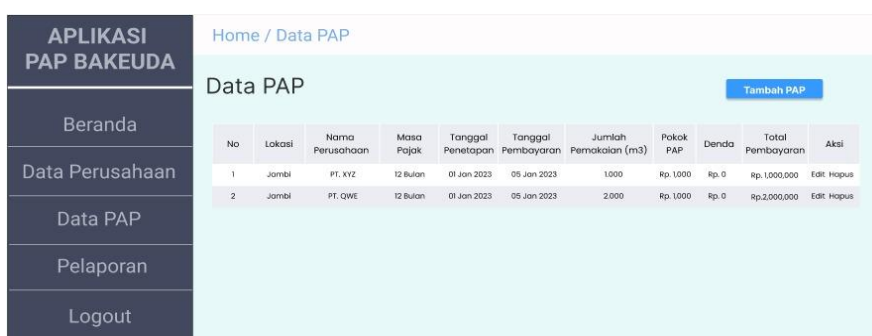 APLIKASI
PAP BAKEUDA
Beranda
Data Perusahaan
Data PAP
Pelaporan
Logout
Home / Data PAP
Data PAP
Tambah PAP
No Lokasi Nama Perusahaan Masa Pajak Tanggal Penetapan Tanggal Pembayaran Jumlah Pemakaian (m3) Pokok PAP Denda Total Pembayaran Aksi
1 Jambi PT. XYZ 12 Bulan 01 Jan 2023 05 Jan 2023 1.000 Rp. 1,000 Rp. 0 Rp. 1,000,000 Edit Hapus
2 Jambi PT. QWE 12 Bulan 01 Jan 2023 05 Jan 2023 2.000 Rp. 1,000 Rp. 0 Rp.2,000,000 Edit Hapus